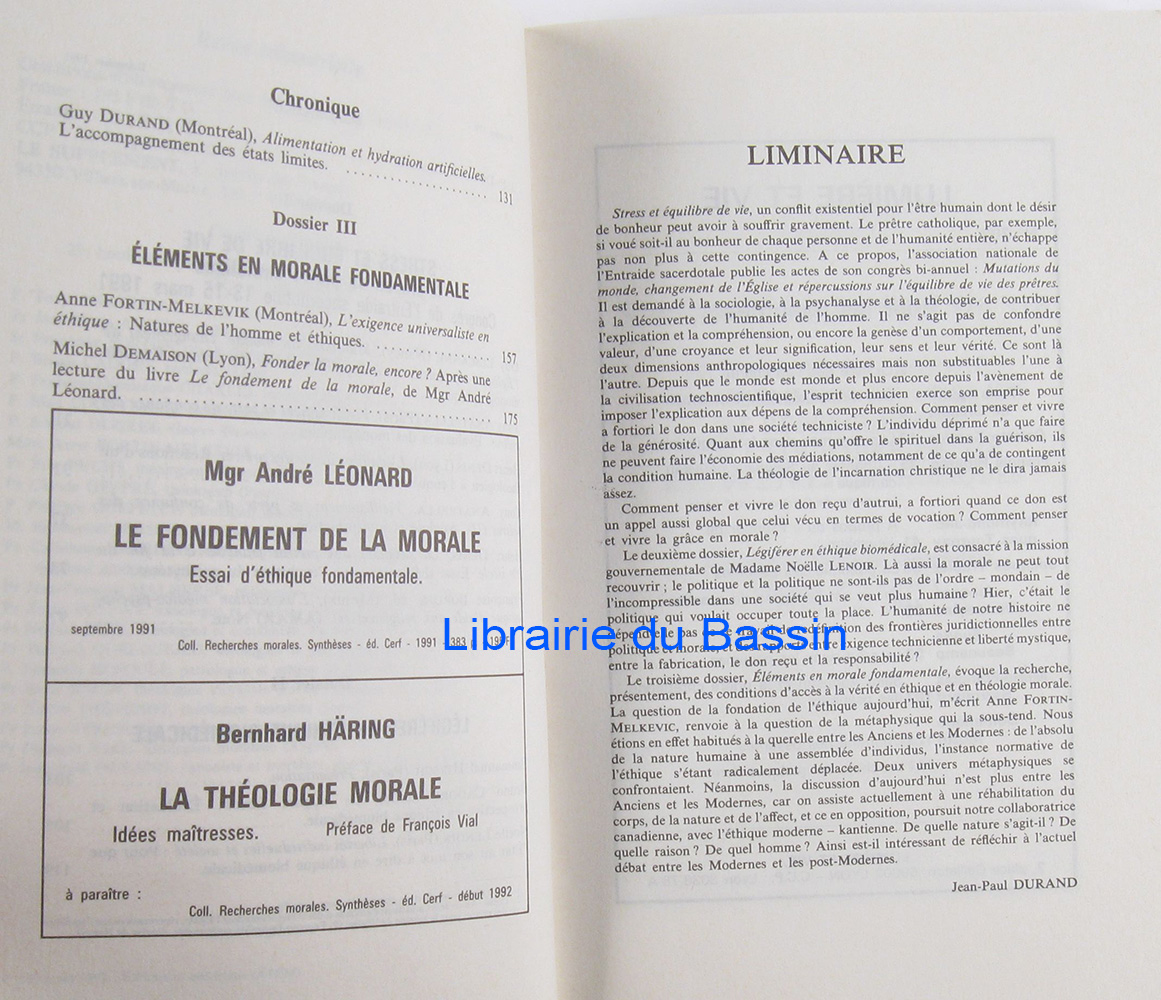 Chronique
Guy DURAND (Montréal), Alimentation et hydration artificielles.
L'accompagnement des états limites. .................... 131
Dossier III
ÉLÉMENTS EN MORALE FONDAMENTALE
Anne FORTIN-MELKEVIK (Montréal), L'exigence universaliste en
éthique : Natures de l'homme et éthiques. ................ 157
Michel DEMAISON (Lyon), Fonder la morale, encore ? Après une
lecture du livre Le fondement de la morale, de Mgr André
Léonard. ........................................ 175
Mgr André LÉONARD
LE FONDEMENT DE LA MORALE
Essai d'éthique fondamentale.
septembre 1991
Coll. Recherches morales. Synthèses - éd. Cerf - 1991 - 383
Bernhard HÄRING
LA THÉOLOGIE MORALE
Idées maîtresses. Préface de François Vial
à paraître :
Coll. Recherches morales. Synthèses - éd. Cerf - début 1992
LIMINAIRE
Stress et équilibre de vie, un conflit existentiel pour l'être humain dont le désir
de bonheur peut avoir à souffrir gravement. Le prêtre catholique, par exemple,
si voué soit-il au bonheur de chaque personne et de l'humanité entière, n'échappe
pas non plus à cette contingence. A ce propos, l'association nationale de
l'Entraide sacerdotale publie les actes de son congrès bi-annuel : Mutations du
monde, changement de l'Église et répercussions sur l'équilibre de vie des prêtres.
Il est demandé à la sociologie, à la psychanalyse et à la théologie, de contribuer
à la découverte de l'humanité de l'homme. Il ne s'agit pas de confondre
l'explication et la compréhension, ou encore la genèse d'un comportement, d'une
valeur, d'une croyance et leur signification, leur sens et leur vérité. Ce sont là
deux dimensions anthropologiques nécessaires mais non substituables l'une à
l'autre. Depuis que le monde est monde et plus encore depuis l'avènement de
la civilisation technoscientifique, l'esprit technicien exerce son emprise pour
imposer l'explication aux dépens de la compréhension. Comment penser et vivre
a fortiori le don dans une société techniciste ? L'individu déprimé n'a que faire
de la générosité. Quant aux chemins qu'offre le spirituel dans la guérison, ils
ne peuvent faire l'économie des médiations, notamment de ce qu'a de contingent
la condition humaine. La théologie de l'incarnation christique ne le dira jamais
assez.
Comment penser et vivre le don reçu d'autrui, a fortiori quand ce don est
un appel aussi global que celui vécu en termes de vocation ? Comment penser
et vivre la grâce en morale ?
Le deuxième dossier, Légiférer en éthique biomédicale, est consacré à la mission
gouvernementale de Madame Noëlle LENOIR. Là aussi la morale ne peut tout
recouvrir ; le politique et la politique ne sont-ils pas de l'ordre – mondain – de
l'incompressible dans une société qui se veut plus humaine ? Hier, c'était le
politique qui voulait occuper toute la place. L'humanité de notre histoire ne
définition des frontières juridictionnelles entre
politique et morale, entre exigence technicienne et liberté mystique,
entre la fabrication, le don reçu et la responsabilité ?
Le troisième dossier, Éléments en morale fondamentale, évoque la recherche,
présentement, des conditions d'accès à la vérité en éthique et en théologie morale.
La question de la fondation de l'éthique aujourd'hui, m'écrit Anne FORTIN-
MELKEVIC, renvoie à la question de la métaphysique qui la sous-tend. Nous
étions en effet habitués à la querelle entre les Anciens et les Modernes : de l'absolu
de la nature humaine à une assemblée d'individus, l'instance normative de
l'éthique s'étant radicalement déplacée. Deux univers métaphysiques se
confrontaient. Néanmoins, la discussion d'aujourd'hui n'est plus entre les
Anciens et les Modernes, car on assiste actuellement à une réhabilitation du
corps, de la nature et de l'affect, et ce en opposition, poursuit notre collaboratrice
canadienne, avec l'éthique moderne – kantienne. De quelle nature s'agit-il ? De
quelle raison ? De quel homme ? Ainsi est-il intéressant de réfléchir à l'actuel
débat entre les Modernes et les post-Modernes.
Jean-Paul DURAND
Librairie du Bassin